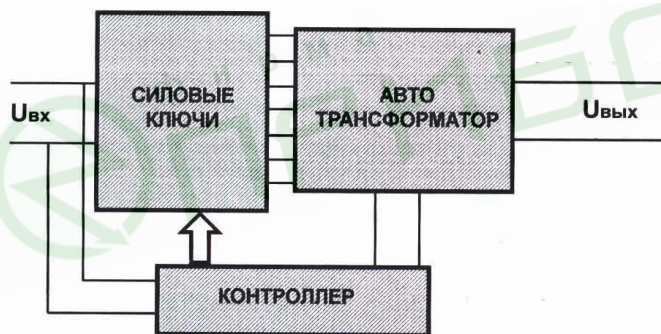 Uвх
СИЛОВЫЕ
КЛЮЧИ
АВТО
ТРАНСФОРМАТОР
Uвых
КОНТРОЛЛЕР